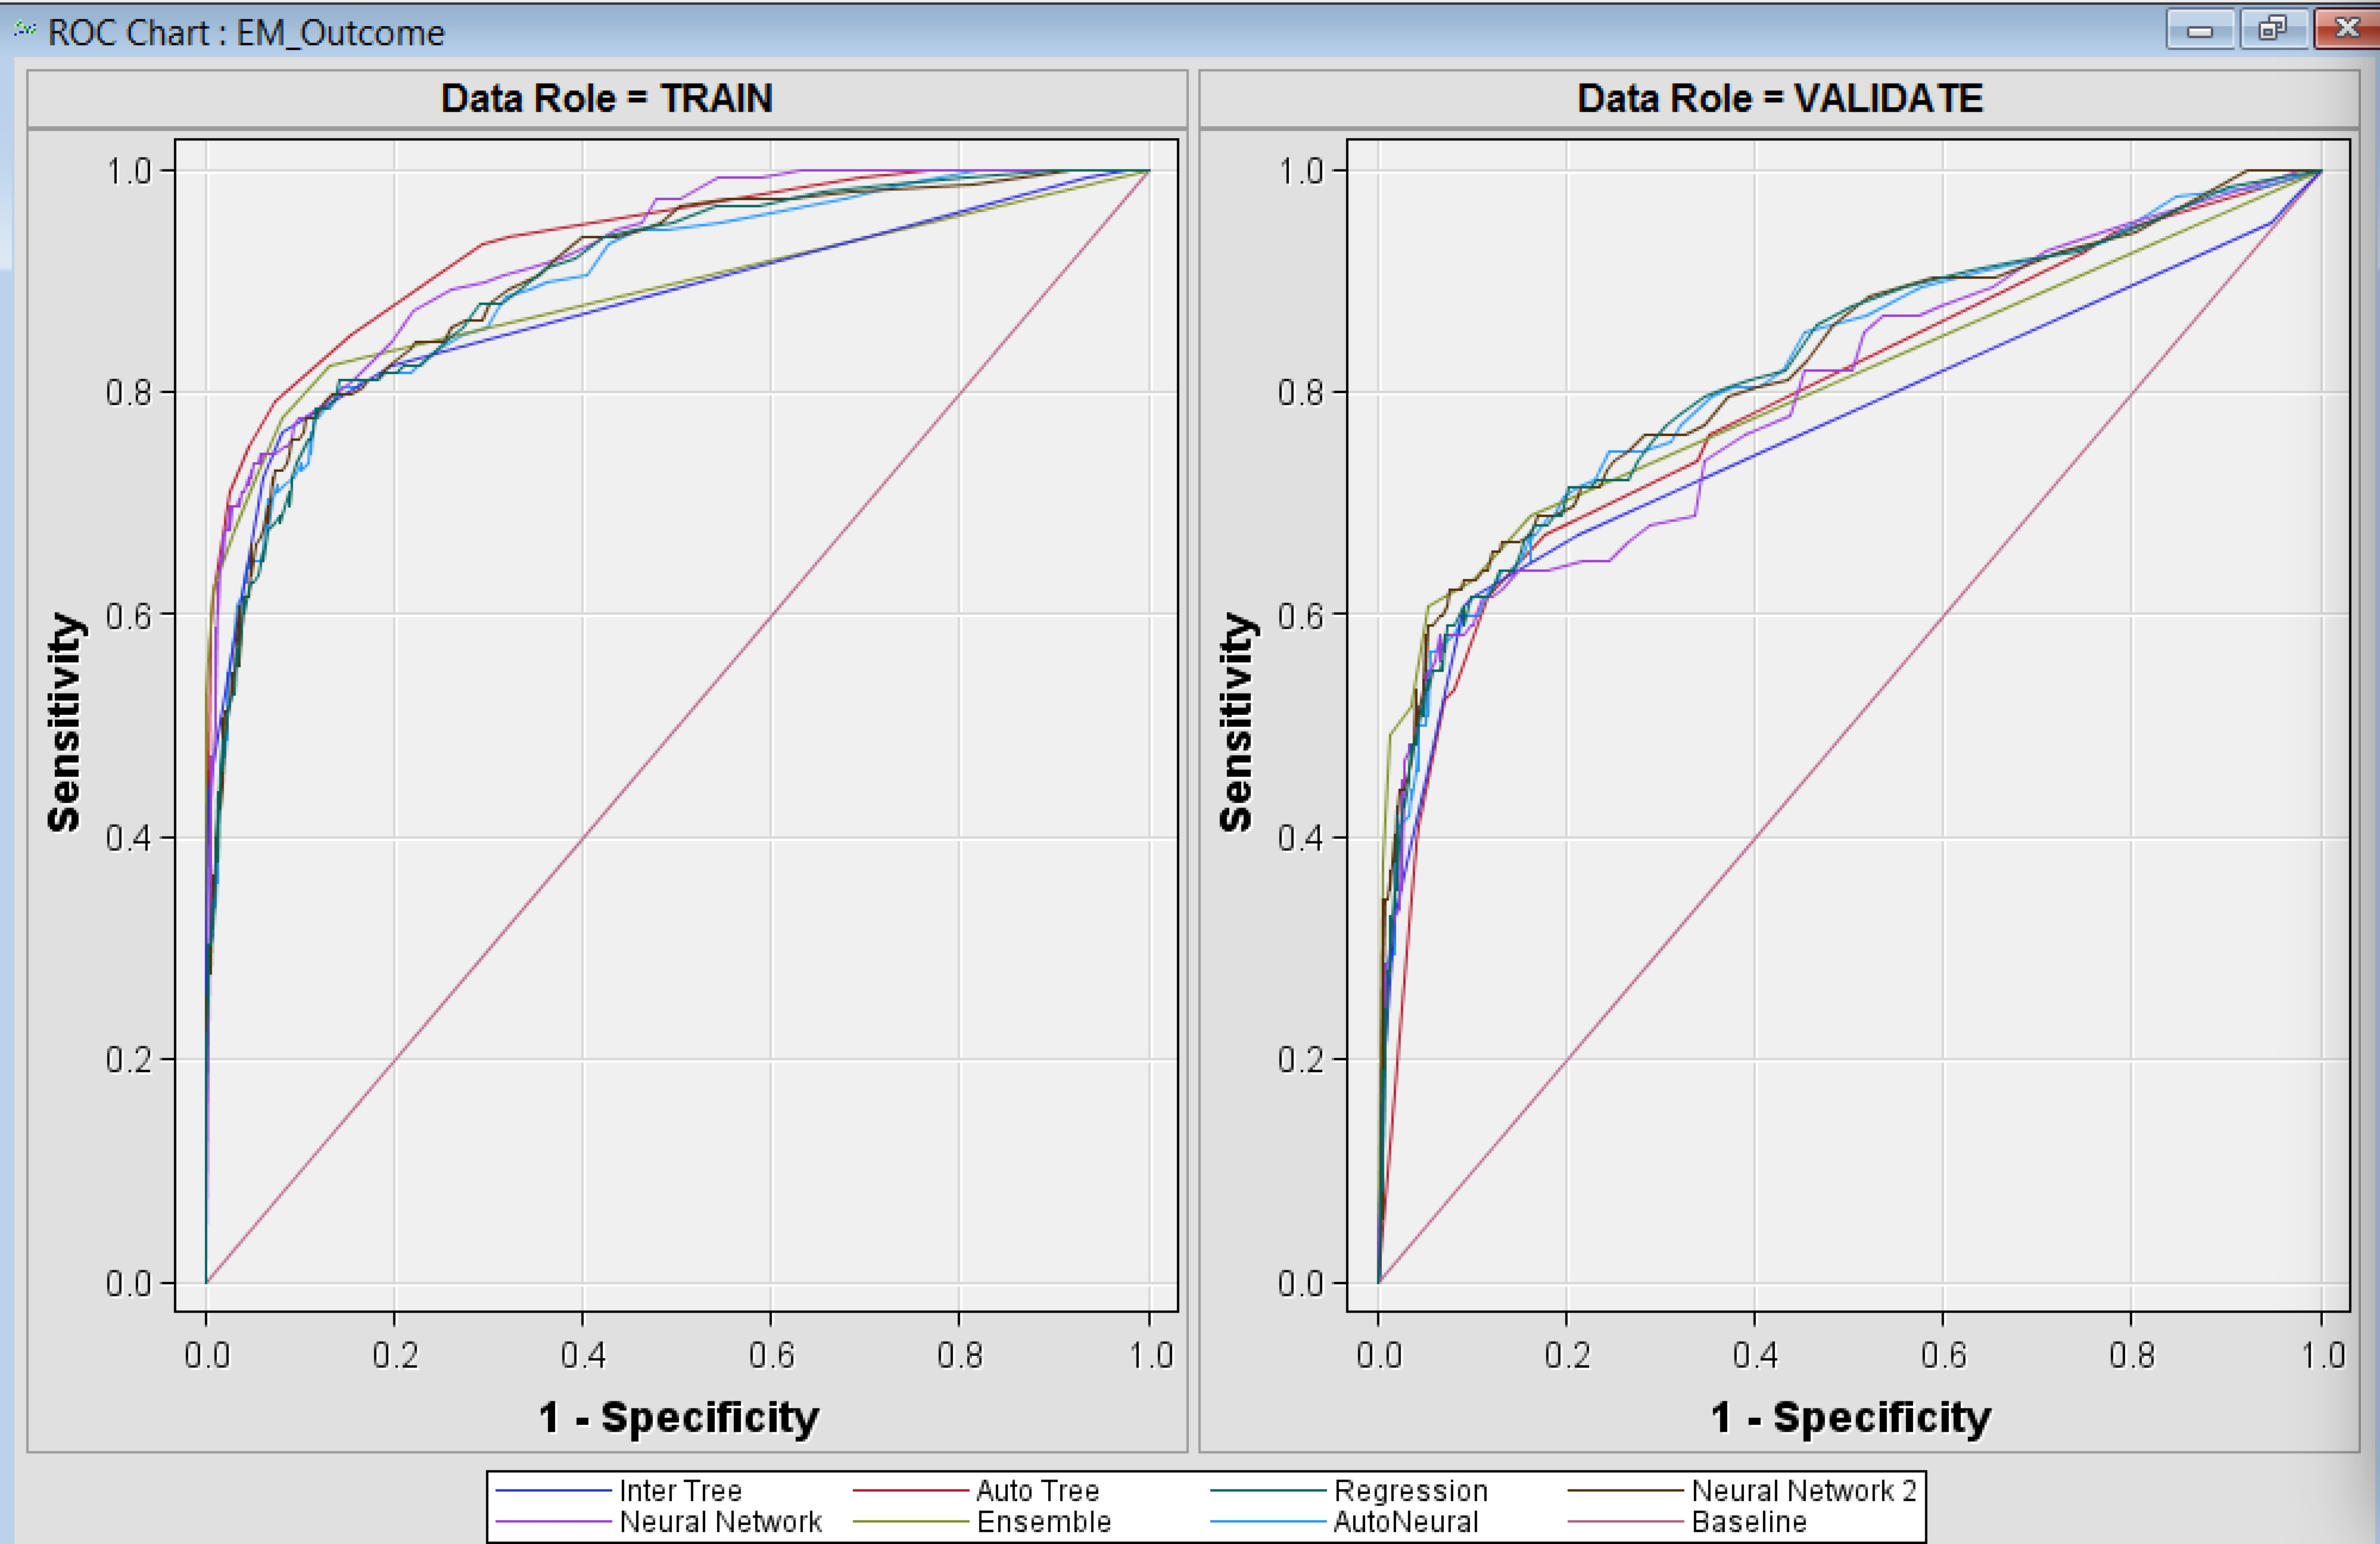 ROC Chart : EM_Outcome
Data Role = TRAIN
1.0
0.8
0.6
0.4
0.2
0.0
Sensitivity
0.0 0.2 0.4 0.6 0.8 1.0
1 - Specificity
Data Role = VALIDATE
1.0
0.8
0.6
0.4
0.2
0.0
Sensitivity
0.0 0.2 0.4 0.6 0.8 1.0
1 - Specificity
Inter Tree Auto Tree Regression Neural Network 2
Neural Network Ensemble AutoNeural Baseline